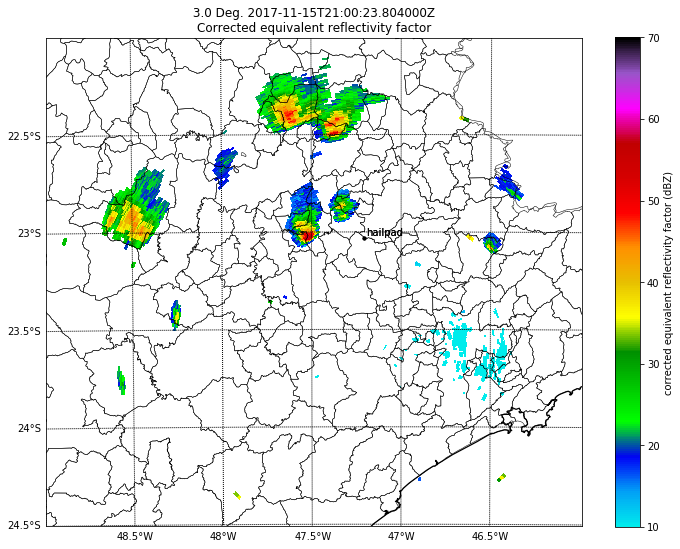 3.0 Deg. 2017-11-15T21:00:23.804000Z
Corrected equivalent reflectivity factor
hailpad
22.5°S
23°S
23.5°S
24°S
24.5°S
48.5°W
48°W
47.5°W
47°W
46.5°W
70
60
50
40
30
20
10
corrected equivalent reflectivity factor (dBZ)